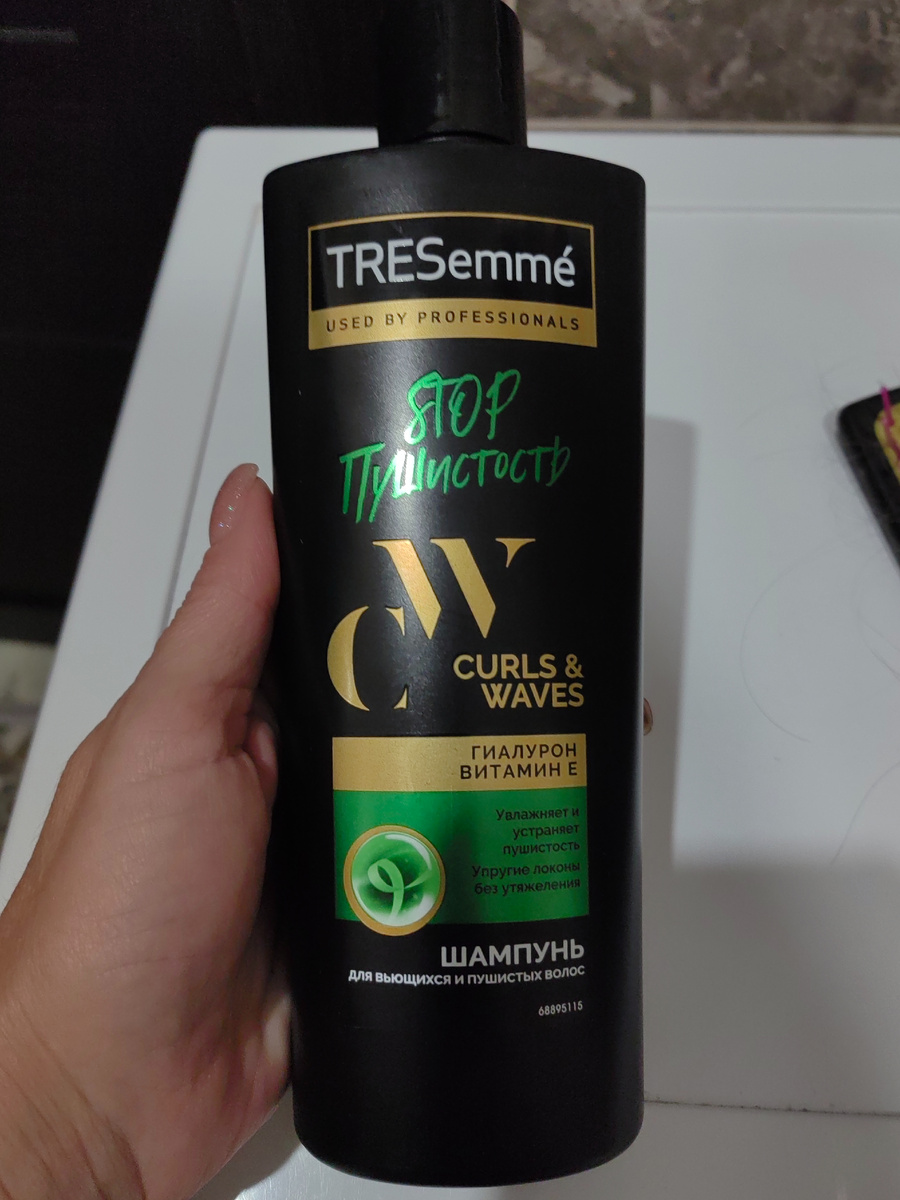 TRESemmé
USED BY PROFESSIONALS
STOP
Пушистость
CW
CURLS &
WAVES
ГИАЛУРОН
ВИТАМИН Е
Увлажняет и
устраняет
пушистость
Упругие локоны
без утяжеления
ШАМПУНЬ
ДЛЯ ВЬЮЩИХСЯ И ПУШИСТЫХ ВОЛОС
68895115